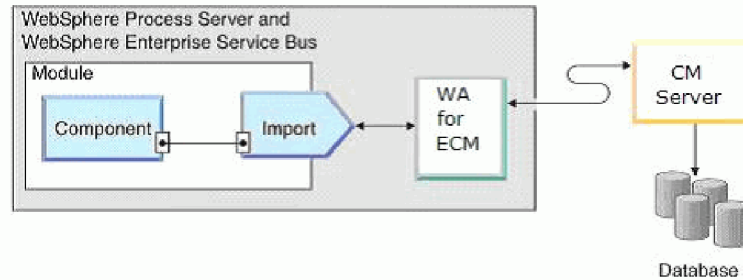 WebSphere Process Server and
WebSphere Enterprise Service Bus
Module
Component
Import
WA
for
ECM
CM
Server
Database